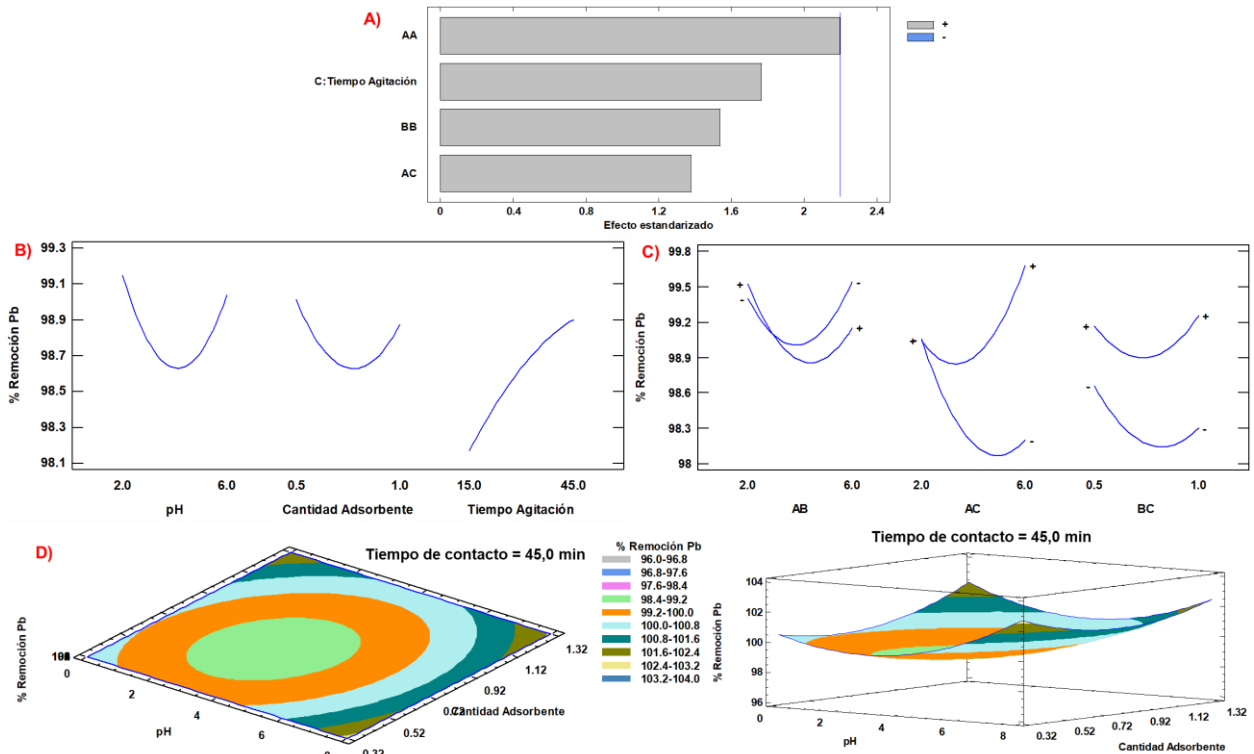 A)
AA
C:Tiempo Agitación
BB
AC
0 0.4 0.8 1.2 1.6 2 2.4
Efecto estandarizado
+
-
B)
% Remoción Pb
99.3
99.1
98.9
98.7
98.5
98.3
98.1
2.0 6.0 0.5 1.0 15.0 45.0
pH Cantidad Adsorbente Tiempo Agitación
C)
% Remoción Pb
99.8
99.5
99.2
98.9
98.6
98.3
98
+ - - + + + - + + - -
2.0 6.0 2.0 6.0 0.5 1.0
AB AC BC
D)
Tiempo de contacto = 45,0 min
% Remoción Pb
0 2 4 6
pH
0.32 0.52 0.92 1.12 1.32
Cantidad Adsorbente
% Remoción Pb
96.0-96.8
96.8-97.6
97.6-98.4
98.4-99.2
99.2-100.0
100.0-100.8
100.8-101.6
101.6-102.4
102.4-103.2
103.2-104.0
Tiempo de contacto = 45,0 min
% Remoción Pb
104
102
100
98
96
0 2 4 6 8
pH
0.32 0.52 0.72 0.92 1.12 1.32
Cantidad Adsorbente